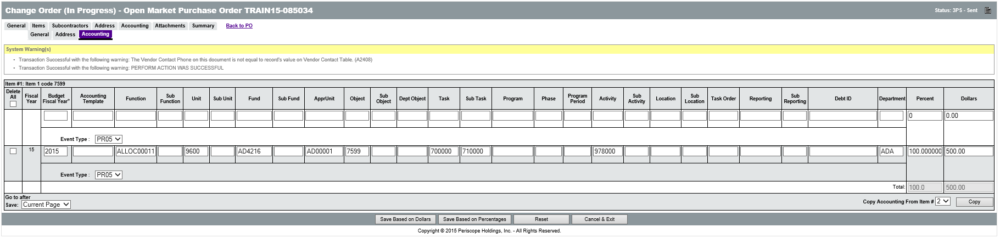 Change Order (In Progress) - Open Market Purchase Order TRAIN15-085034 Status: 3PS - Sent
General Items Subcontractors Address Accounting Attachments Summary Back to PO
General Address Accounting
System Warning(s)
Transaction Successful with the following warning: The Vendor Contact Phone on this document is not equal to record's value on Vendor Contact Table. (A2408)
Transaction Successful with the following warning: PERFORM ACTION WAS SUCCESSFUL
Item #1: Item 1 code 7599
Delete All Fiscal Year Budget Fiscal Year* Accounting Template Function Sub Function Unit Sub Unit Fund Sub Fund ApprUnit Object Sub Object Dept Object Task Sub Task Program Phase Program Period Activity Sub Activity Location Sub Location Task Order Reporting Sub Reporting Debt ID Department Percent Dollars
0 0.00
Event Type : PR05
15 2015 ALLOC00011 9600 AD4216 AD00001 7599 700000 710000 978000 ADA 100.000000 500.00
Event Type : PR05
Total: 100.0 500.00
Go to after
Save: Current Page Copy Accounting From Item # 2 Copy
Save Based on Dollars Save Based on Percentages Reset Cancel & Exit
Copyright © 2015 Periscope Holdings, Inc. - All Rights Reserved.